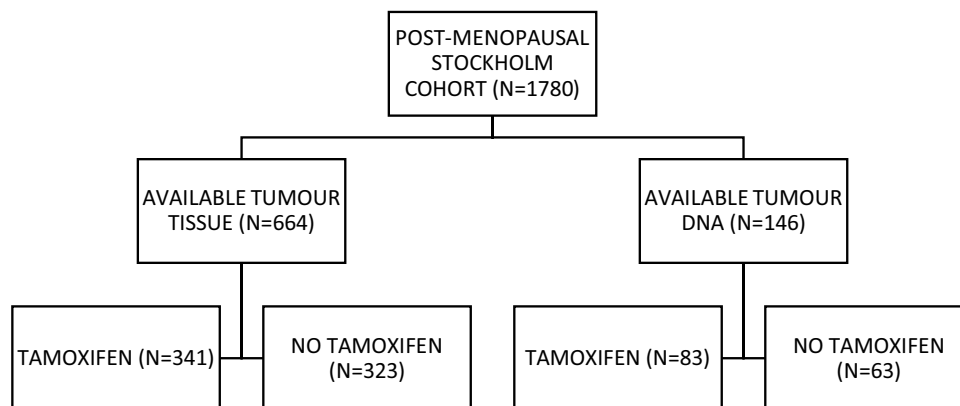 POST-MENOPAUSAL
STOCKHOLM
COHORT (N=1780)
AVAILABLE TUMOUR
TISSUE (N=664)
AVAILABLE TUMOUR
DNA (N=146)
TAMOXIFEN (N=341)
NO TAMOXIFEN
(N=323)
TAMOXIFEN (N=83)
NO TAMOXIFEN
(N=63)